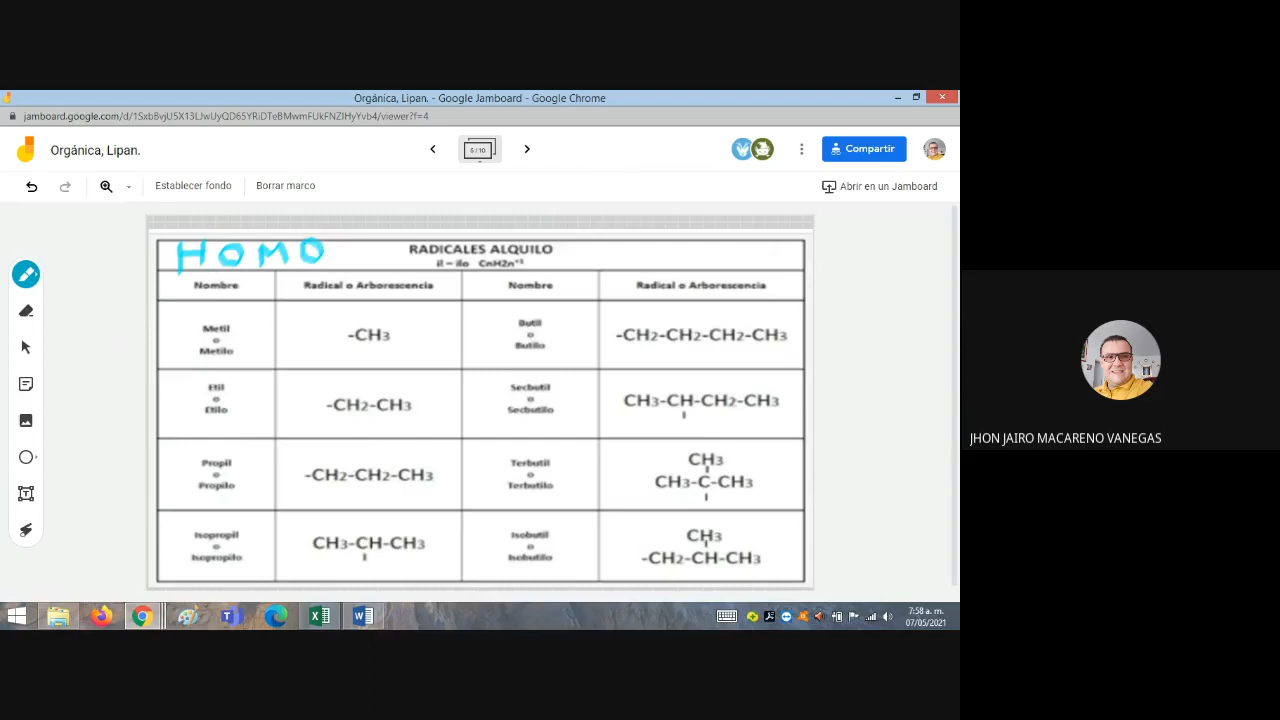 Orgánica, Lipan. - Google Jamboard - Google Chrome
jamboard.google.com/d/1SxbBvjU5X13LJwUyQD65YRiDTeBMwmFUkFNZIHyYvb4/viewer?f=4
Orgánica, Lipan.
5 / 10
Compartir
Establecer fondo
Borrar marco
Abrir en un Jamboard
HOMO
RADICALES ALQUILO
il – ilo CnH2n+1
Nombre Radical o Arborescencia Nombre Radical o Arborescencia
Metil
o
Metilo
-CH3
Butil
o
Butilo
-CH2-CH2-CH2-CH3
Etil
o
Etilo
-CH2-CH3
Secbutil
o
Secbutilo
CH3-CH-CH2-CH3
Propil
o
Propilo
-CH2-CH2-CH3
Terbutil
o
Terbutilo
CH3
CH3-C-CH3
Isopropil
o
Isopropilo
CH3-CH-CH3
Isobutil
o
Isobutilo
CH3
-CH2-CH-CH3
7:58 a. m.
07/05/2021
JHON JAIRO MACARENO VANEGAS